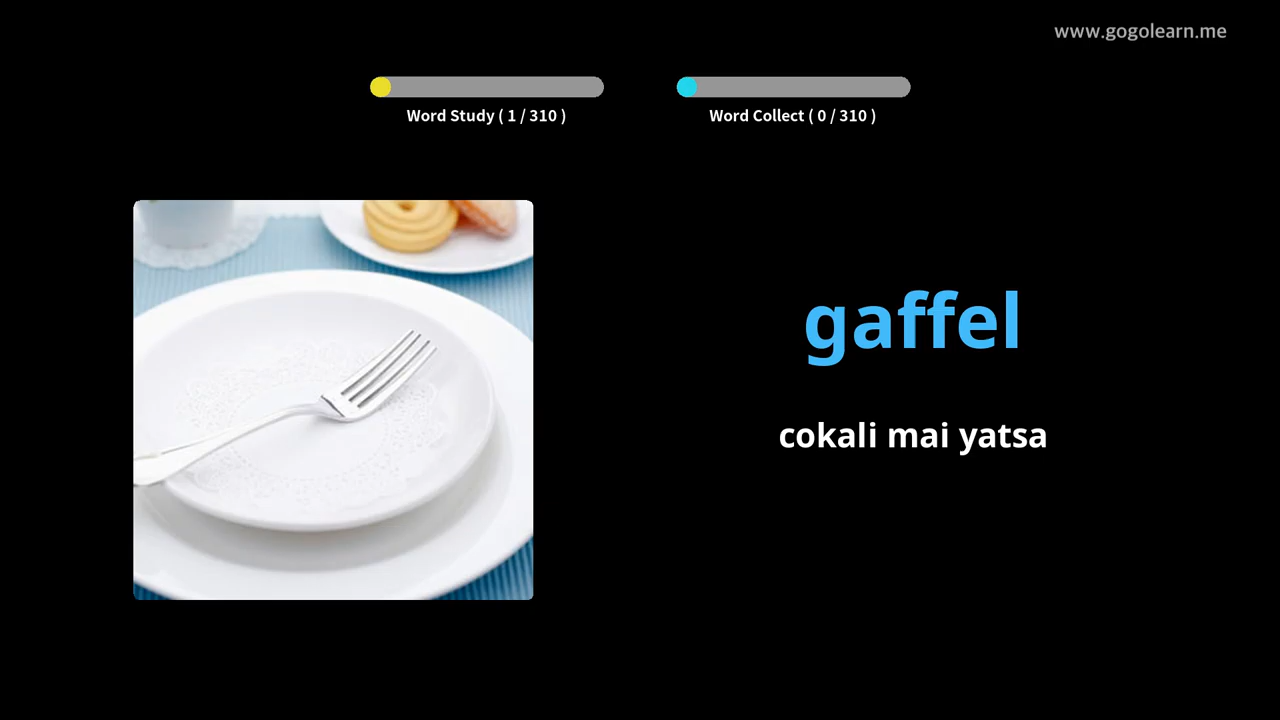 www.gogolearn.me
Word Study ( 1 / 310 )
Word Collect ( 0 / 310 )
gaffel
cokali mai yatsa